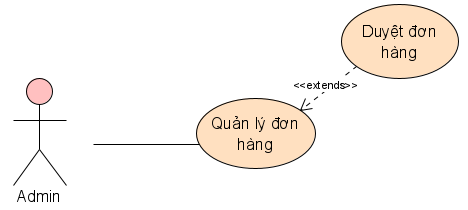 Duyệt đơn
hàng
<<extends>>
Quản lý đơn
hàng
Admin